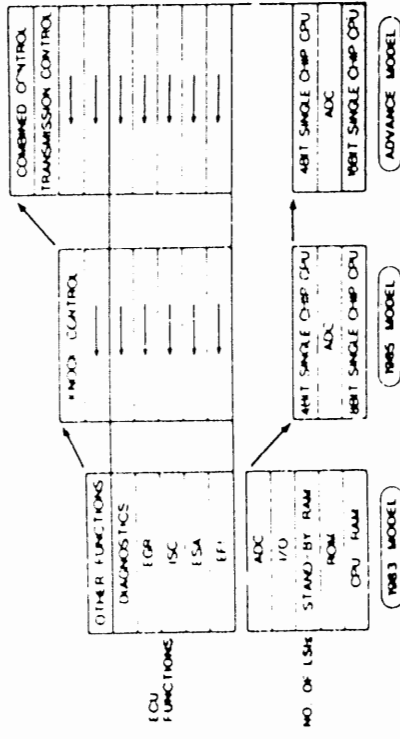 COMBINED CONTROL
TRANSMISSION CONTROL
KNOCK CONTROL
OTHER FUNCTIONS
DIAGNOSTICS
EGR
ISC
ESA
EFI
ECU
FUNCTIONS
ADC
I/O
STAND-BY RAM
ROM
CPU RAM
NO. OF LSIs
4BIT SINGLE CHIP CPU
ADC
8BIT SINGLE CHIP CPU
4BIT SINGLE CHIP CPU
ADC
16BIT SINGLE CHIP CPU
1983 MODEL
1985 MODEL
ADVANCE MODEL